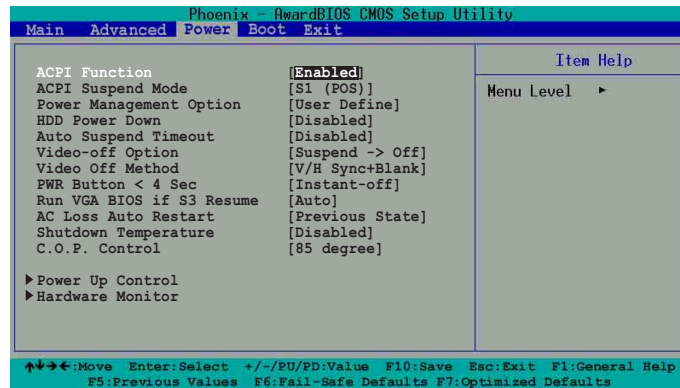 Phoenix - AwardBIOS CMOS Setup Utility
Main Advanced Power Boot Exit
Item Help
ACPI Function [Enabled]
ACPI Suspend Mode [S1 (POS)]
Menu Level ▸
Power Management Option [User Define]
HDD Power Down [Disabled]
Auto Suspend Timeout [Disabled]
Video-off Option [Suspend -> Off]
Video Off Method [V/H Sync+Blank]
PWR Button < 4 Sec [Instant-off]
Run VGA BIOS if S3 Resume [Auto]
AC Loss Auto Restart [Previous State]
Shutdown Temperature [Disabled]
C.O.P. Control [85 degree]
▸Power Up Control
▸Hardware Monitor
↑↓→←:Move Enter:Select +/-/PU/PD:Value F10:Save Esc:Exit F1:General Help
F5:Previous Values F6:Fail-Safe Defaults F7:Optimized Defaults